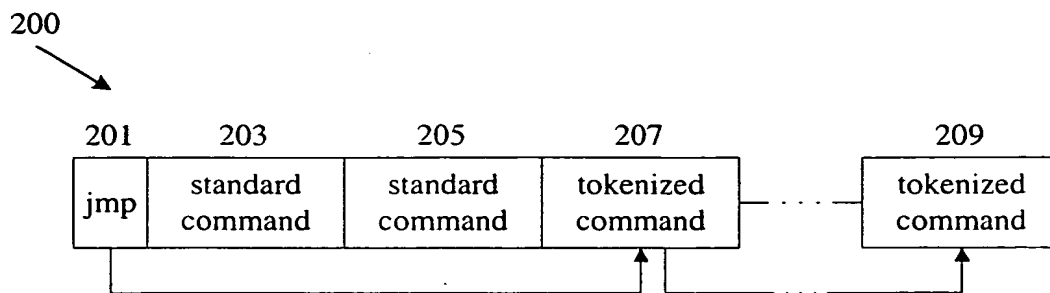 200
201 203 205 207 209
jmp standard standard tokenized tokenized
command command command command